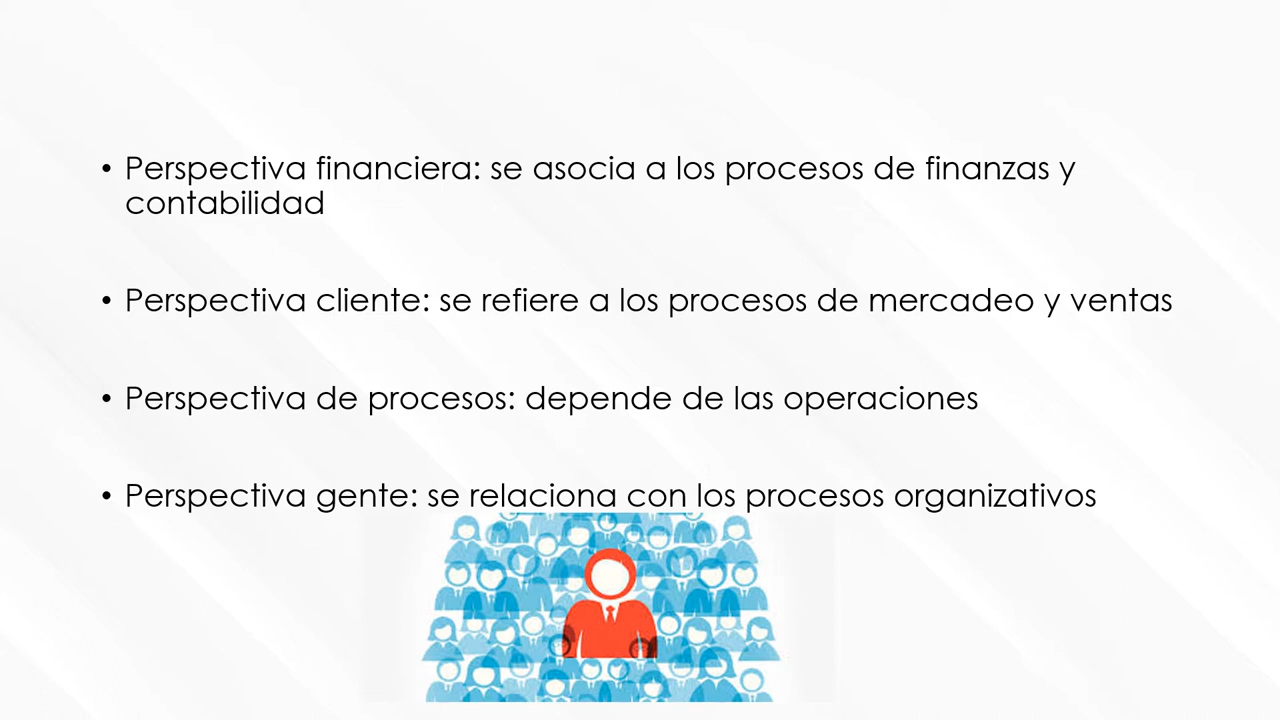 • Perspectiva financiera: se asocia a los procesos de finanzas y
contabilidad
• Perspectiva cliente: se refiere a los procesos de mercadeo y ventas
• Perspectiva de procesos: depende de las operaciones
• Perspectiva gente: se relaciona con los procesos organizativos